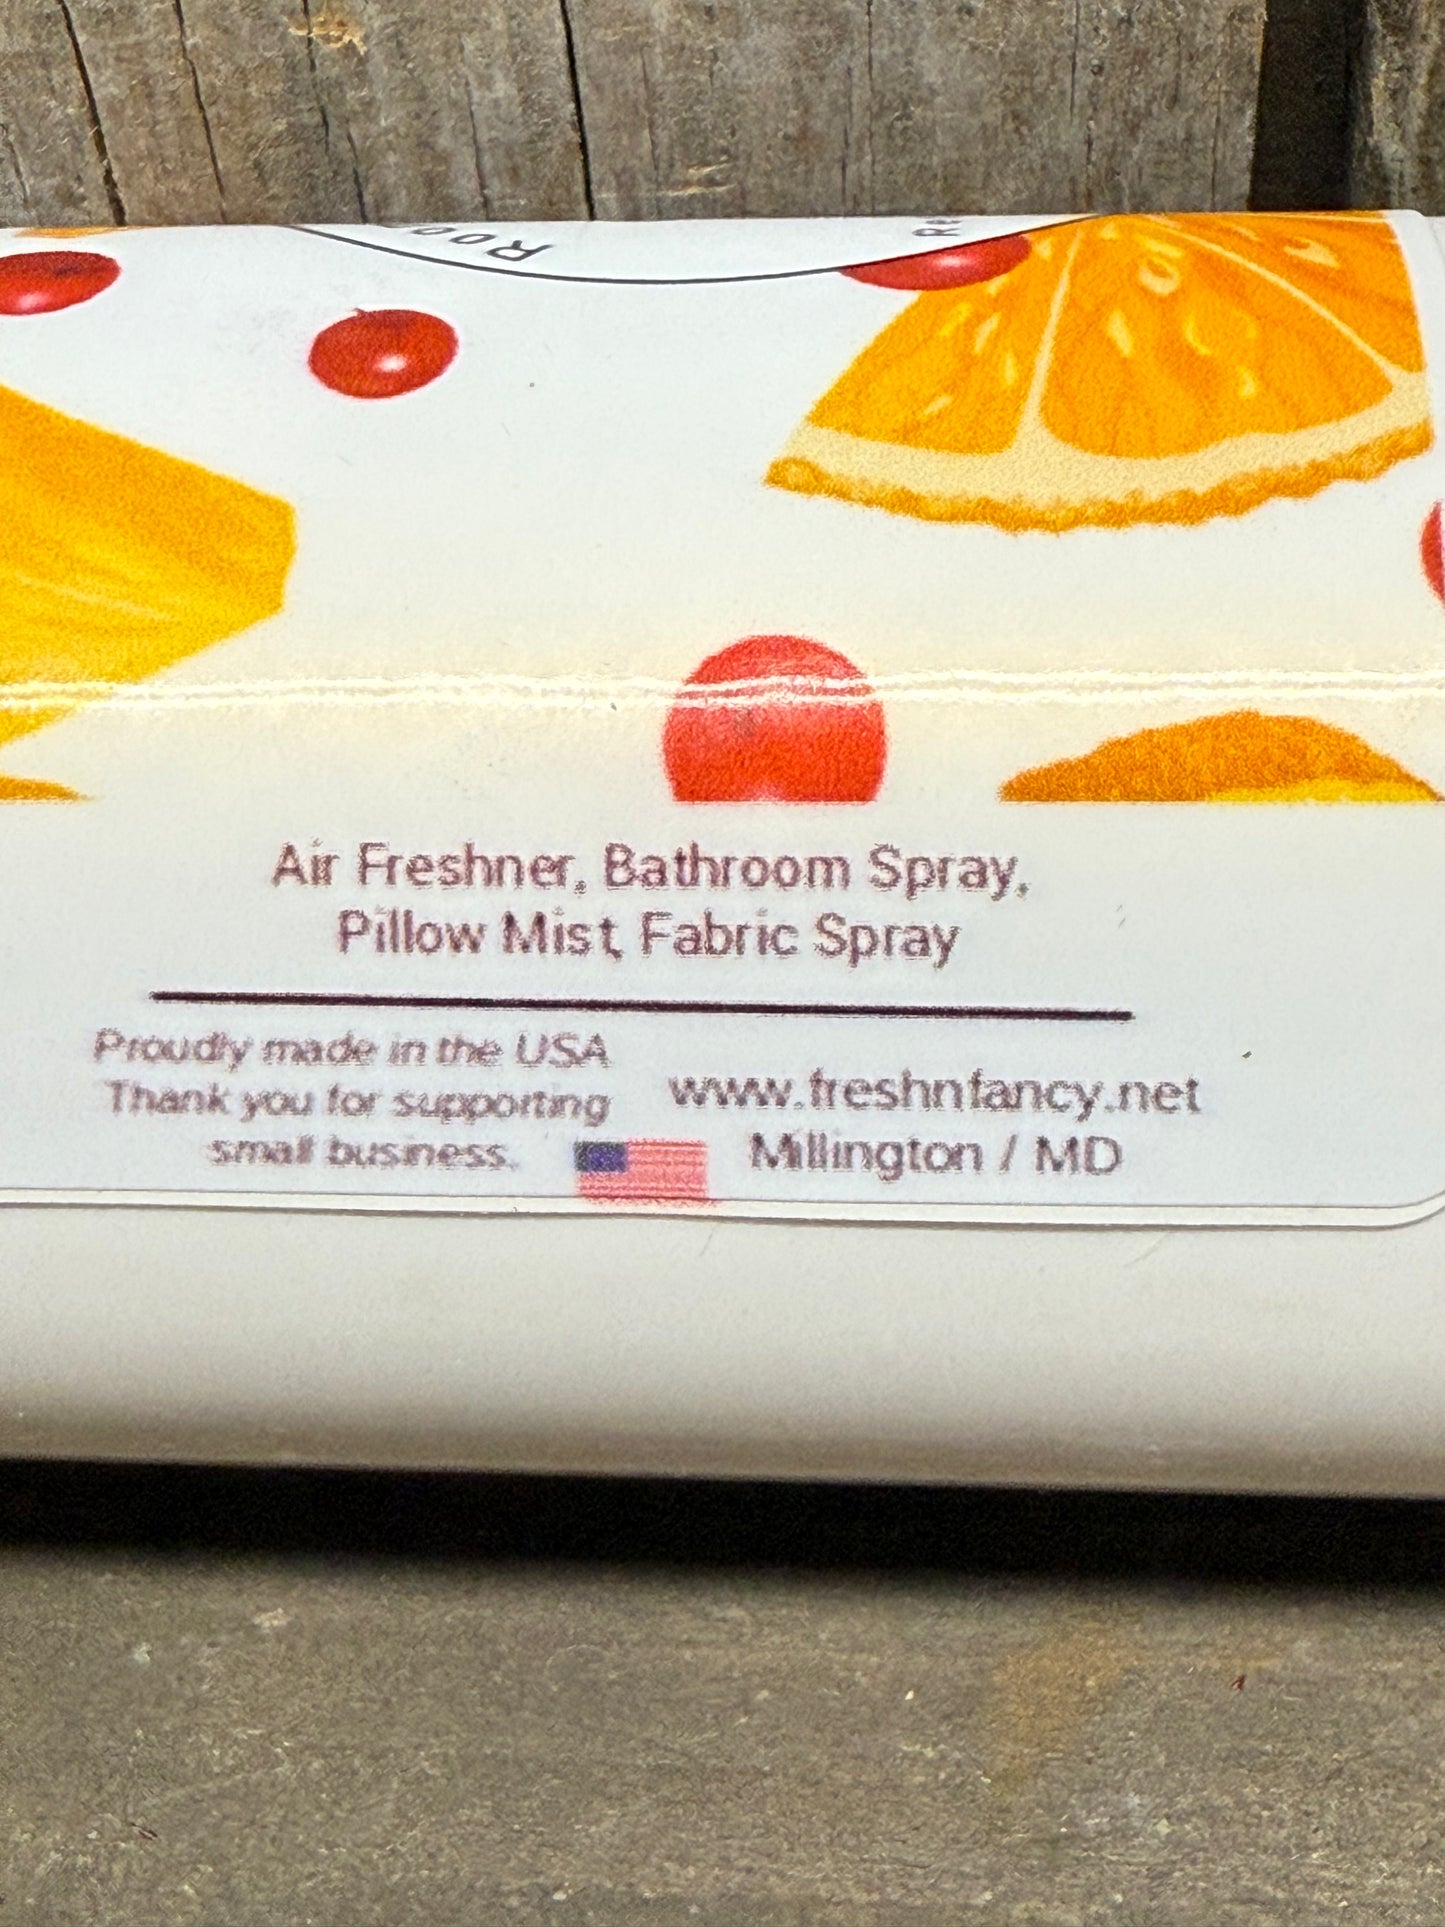 Air Freshner, Bathroom Spray,
Pillow Mist, Fabric Spray
Proudly made in the USA
Thank you for supporting
small business.
www.freshnfancy.net
Millington / MD